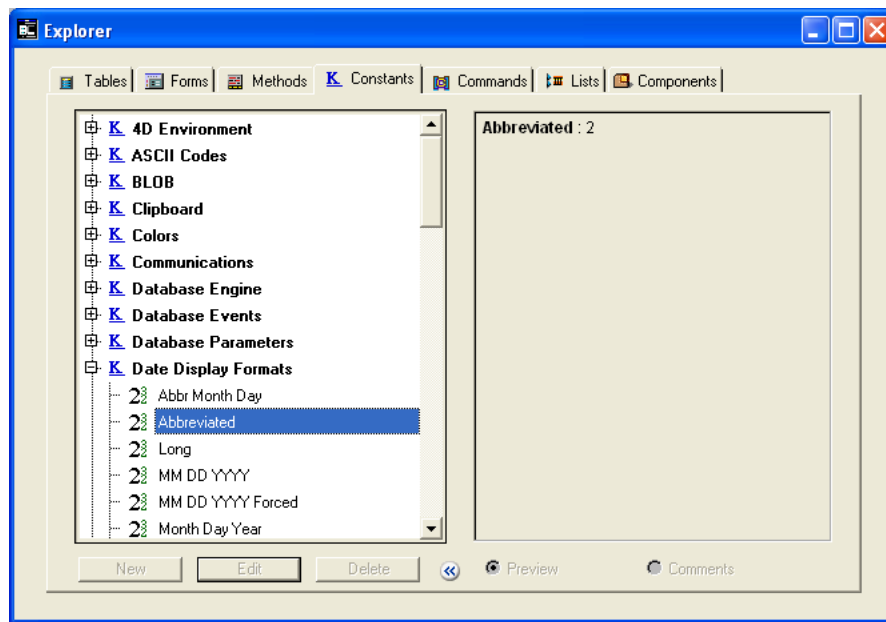 Explorer
Tables Forms Methods K Constants Commands Lists Components
K 4D Environment
K ASCII Codes
K BLOB
K Clipboard
K Colors
K Communications
K Database Engine
K Database Events
K Database Parameters
K Date Display Formats
Abbr Month Day
Abbreviated
Long
MM DD YYYY
MM DD YYYY Forced
Month Day Year
Abbreviated : 2
New Edit Delete Preview Comments